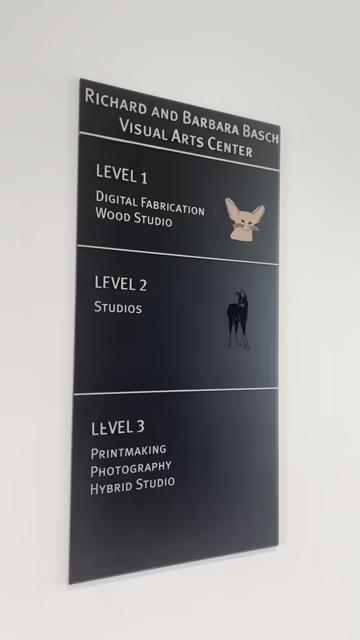 RICHARD AND BARBARA BASCH
VISUAL ARTS CENTER
LEVEL 1
DIGITAL FABRICATION
WOOD STUDIO
LEVEL 2
STUDIOS
LEVEL 3
PRINTMAKING
PHOTOGRAPHY
HYBRID STUDIO